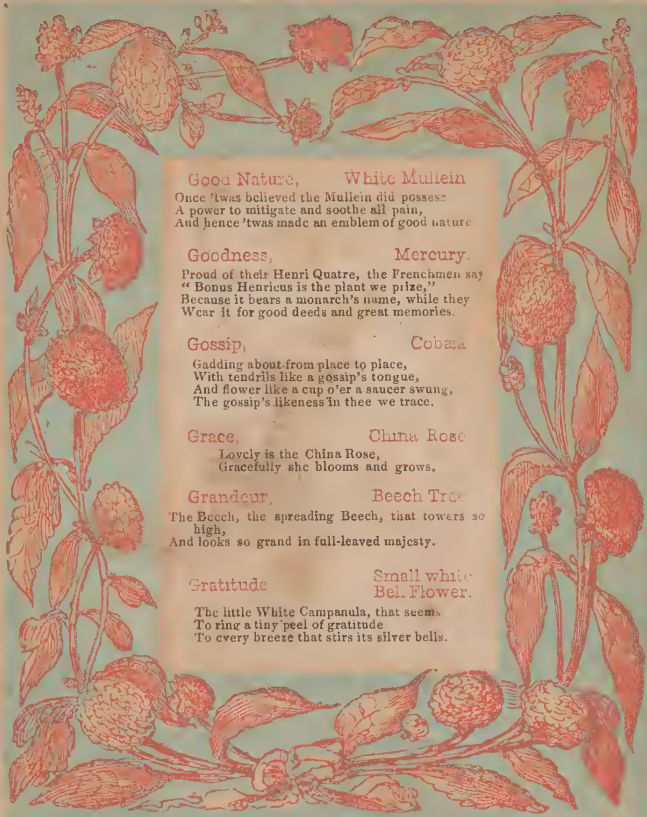 Good Nature, White Mullein
Once 'twas believed the Mullein did possess
A power to mitigate and soothe all pain,
And hence 'twas made an emblem of good nature
Goodness, Mercury.
Proud of their Henri Quatre, the Frenchmen say
“ Bonus Henricus is the plant we prize,”
Because it bears a monarch's name, while they
Wear it for good deeds and great memories.
Gossip, Cobæa
Gadding about from place to place,
With tendrils like a gossip's tongue,
And flower like a cup o'er a saucer swung,
The gossip's likeness in thee we trace.
Grace, China Rose
Lovely is the China Rose,
Gracefully she blooms and grows.
Grandeur, Beech Tree
The Beech, the spreading Beech, that towers so
high,
And looks so grand in full-leaved majesty.
Gratitude Small white
Bell Flower.
The little White Campanula, that seems
To ring a tiny peel of gratitude
To every breeze that stirs its silver bells.